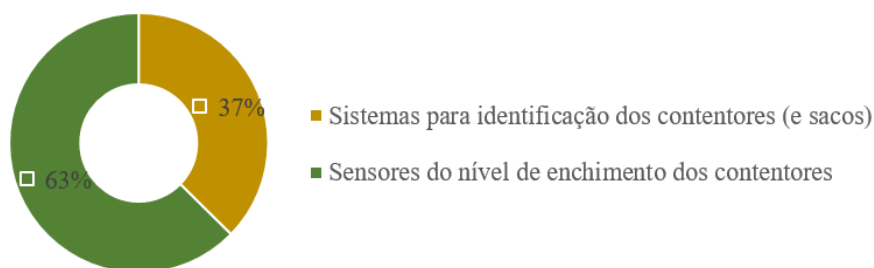 37%
Sistemas para identificação dos contentores (e sacos)
63%
Sensores do nível de enchimento dos contentores